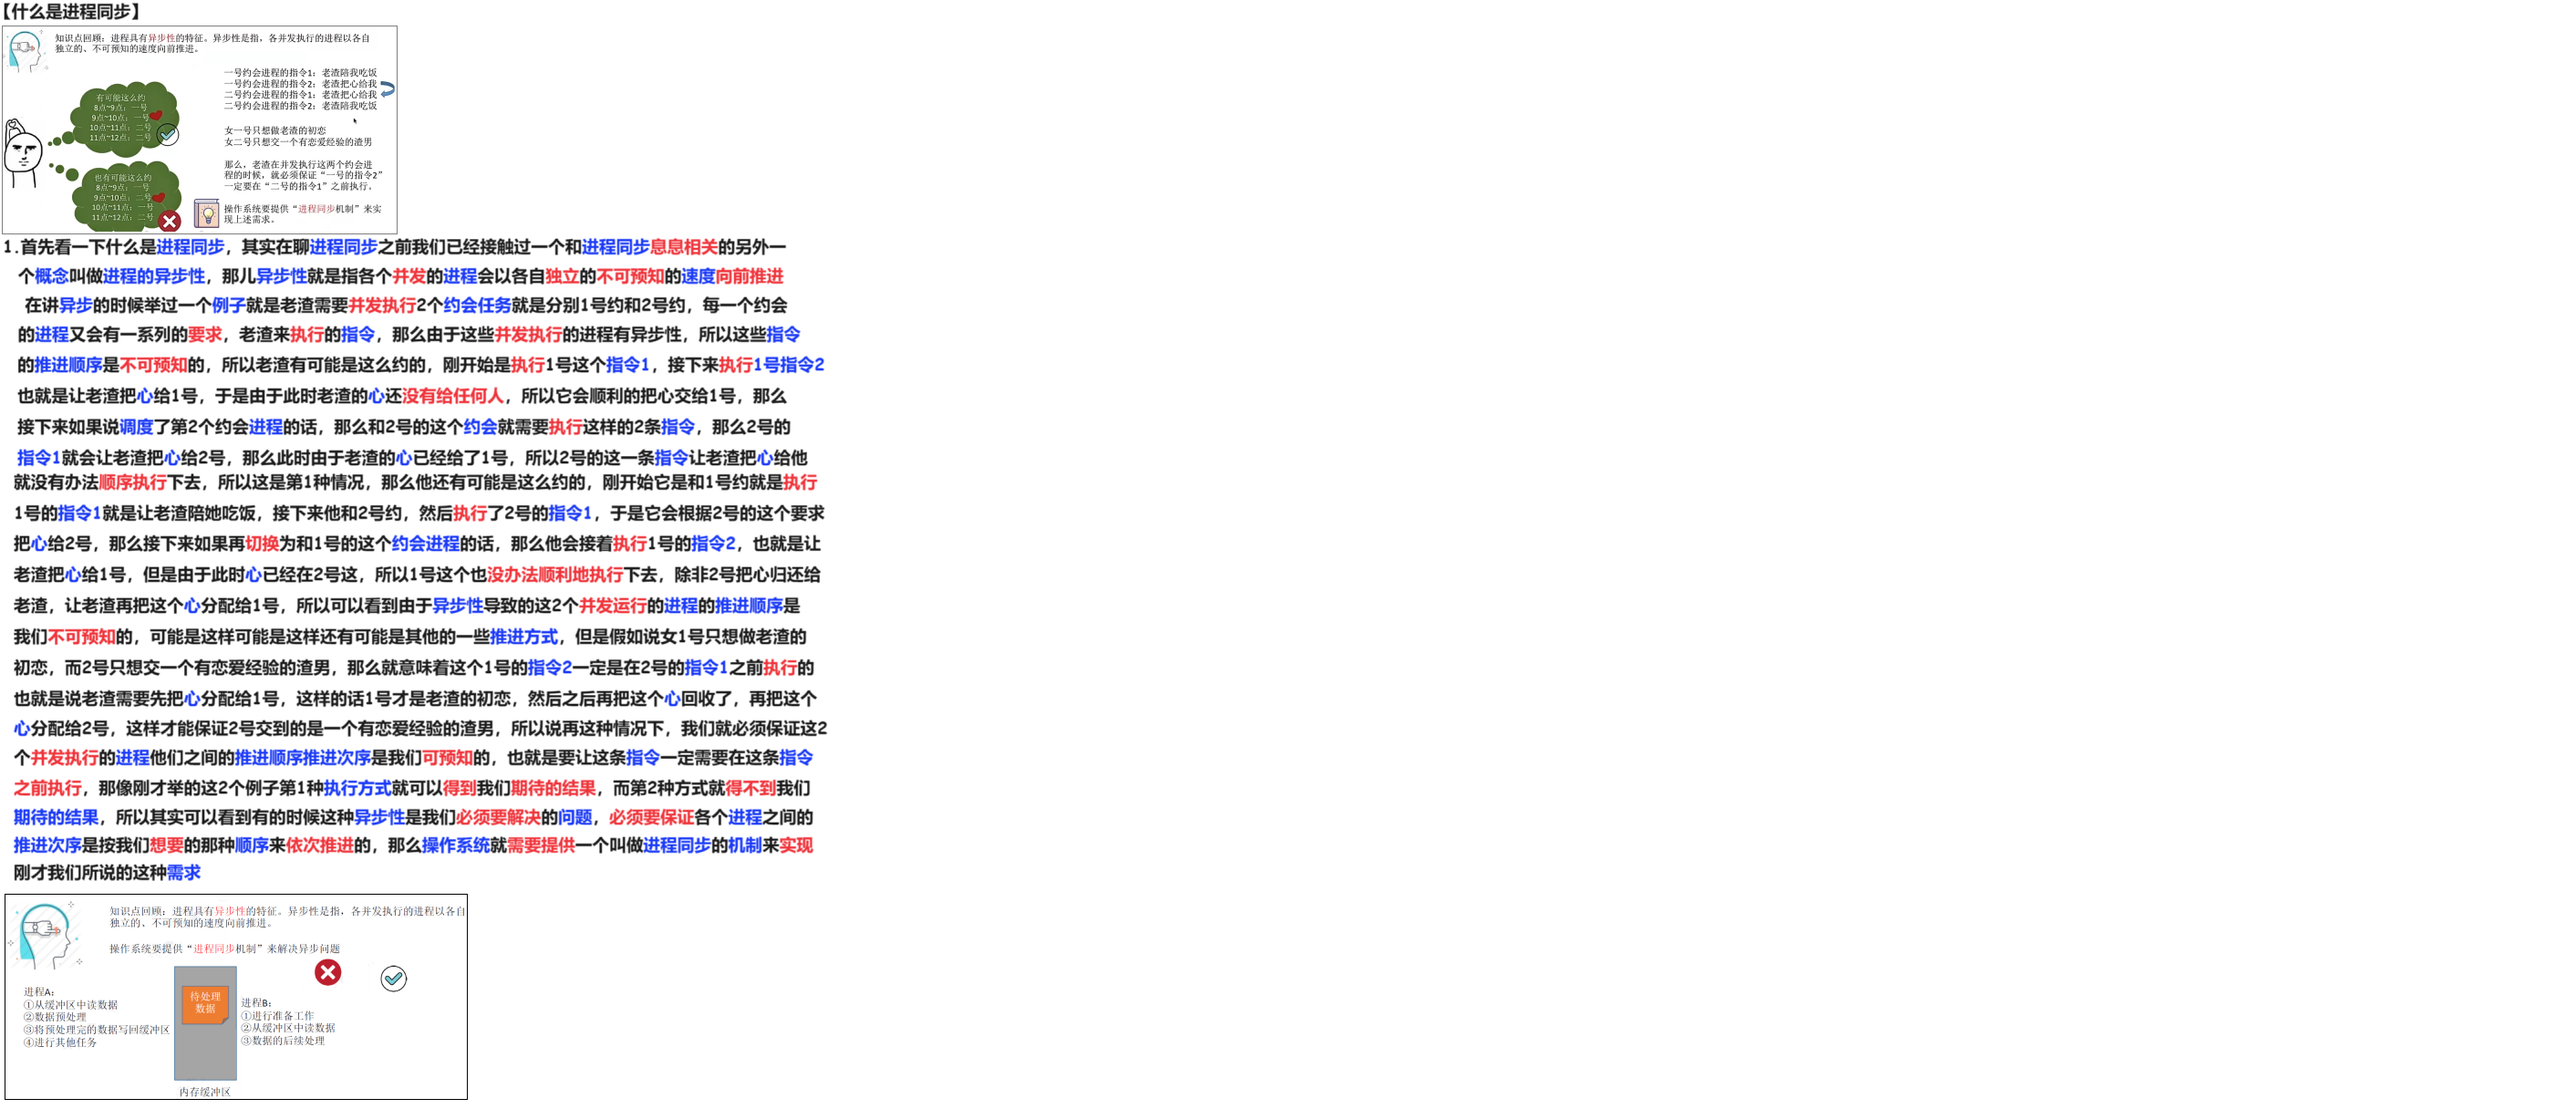 【什么是进程同步】
知识点回顾：进程具有异步性的特征。异步性是指，各并发执行的进程以各自
独立的、不可预知的速度向前推进。
一号约会进程的指令1：老渣陪我吃饭
一号约会进程的指令2：老渣把心给我
二号约会进程的指令1：老渣把心给我
二号约会进程的指令2：老渣陪我吃饭
有可能这么约
8点~9点：一号
9点~10点：一号
10点~11点：二号
11点~12点：二号
女一号只想做老渣的初恋
女二号只想交一个有恋爱经验的渣男
那么，老渣在并发执行这两个约会进
程的时候，就必须保证“一号的指令2”
一定要在“二号的指令1”之前执行。
也有可能这么约
8点~9点：一号
9点~10点：二号
10点~11点：一号
11点~12点：二号
操作系统要提供“进程同步机制”来实
现上述需求。
1.首先看一下什么是进程同步，其实在聊进程同步之前我们已经接触过一个和进程同步息息相关的另外一
个概念叫做进程的异步性，那儿异步性就是指各个并发的进程会以各自独立的不可预知的速度向前推进
在讲异步的时候举过一个例子就是老渣需要并发执行2个约会任务就是分别1号约和2号约，每一个约会
的进程又会有一系列的要求，老渣来执行的指令，那么由于这些并发执行的进程有异步性，所以这些指令
的推进顺序是不可预知的，所以老渣有可能是这么约的，刚开始是执行1号这个指令1，接下来执行1号指令2
也就是让老渣把心给1号，于是由于此时老渣的心还没有给任何人，所以它会顺利的把心交给1号，那么
接下来如果说调度了第2个约会进程的话，那么和2号的这个约会就需要执行这样的2条指令，那么2号的
指令1就会让老渣把心给2号，那么此时由于老渣的心已经给了1号，所以2号的这一条指令让老渣把心给他
就没有办法顺序执行下去，所以这是第1种情况，那么他还有可能是这么约的，刚开始它是和1号约就是执行
1号的指令1就是让老渣陪她吃饭，接下来他和2号约，然后执行了2号的指令1，于是它会根据2号的这个要求
把心给2号，那么接下来如果再切换为和1号的这个约会进程的话，那么他会接着执行1号的指令2，也就是让
老渣把心给1号，但是由于此时心已经在2号这，所以1号这个也没办法顺利地执行下去，除非2号把心归还给
老渣，让老渣再把这个心分配给1号，所以可以看到由于异步性导致的这2个并发运行的进程的推进顺序是
我们不可预知的，可能是这样可能是这样还有可能是其他的一些推进方式，但是假如说女1号只想做老渣的
初恋，而2号只想交一个有恋爱经验的渣男，那么就意味着这个1号的指令2一定是在2号的指令1之前执行的
也就是说老渣需要先把心分配给1号，这样的话1号才是老渣的初恋，然后之后再把这个心回收了，再把这个
心分配给2号，这样才能保证2号交到的是一个有恋爱经验的渣男，所以说再这种情况下，我们就必须保证这2
个并发执行的进程他们之间的推进顺序推进次序是我们可预知的，也就是要让这条指令一定需要在这条指令
之前执行，那像刚才举的这2个例子第1种执行方式就可以得到我们期待的结果，而第2种方式就得不到我们
期待的结果，所以其实可以看到有的时候这种异步性是我们必须要解决的问题，必须要保证各个进程之间的
推进次序是按我们想要的那种顺序来依次推进的，那么操作系统就需要提供一个叫做进程同步的机制来实现
刚才我们所说的这种需求
知识点回顾：进程具有异步性的特征。异步性是指，各并发执行的进程以各自
独立的、不可预知的速度向前推进。
操作系统要提供“进程同步机制”来解决异步问题
进程A：
①从缓冲区中读数据
②数据预处理
③将预处理完的数据写回缓冲区
④进行其他任务
待处理
数据
进程B：
①进行准备工作
②从缓冲区中读数据
③数据的后续处理
内存缓冲区